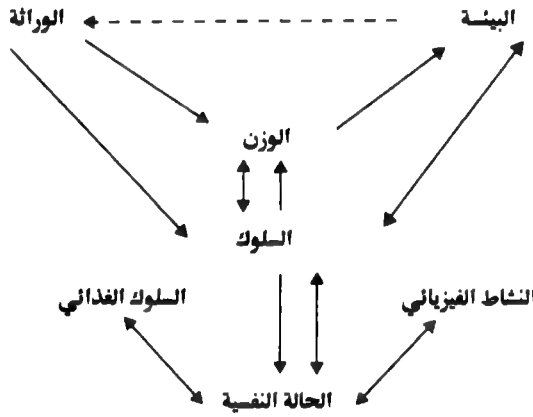 البيئة الوراثة
الوزن
السلوك
النشاط الفيزيائي السلوك الغذائي
الحالة النفسية